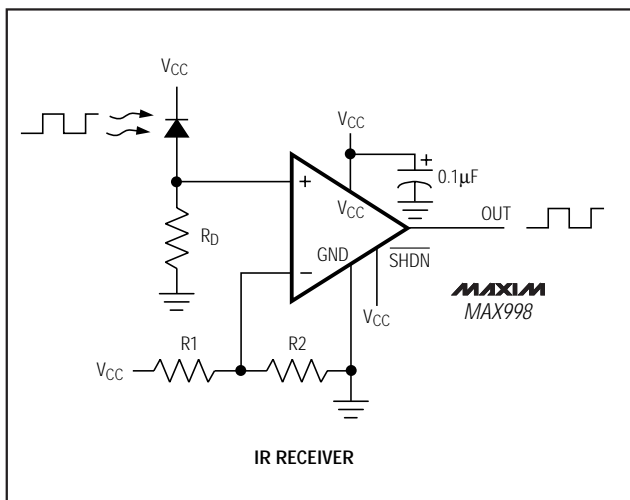 VCC
VCC
+
0.1µF
+
VCC
OUT
RD
GND
SHDN
−
MAXIM
MAX998
VCC
R1
R2
VCC
IR RECEIVER